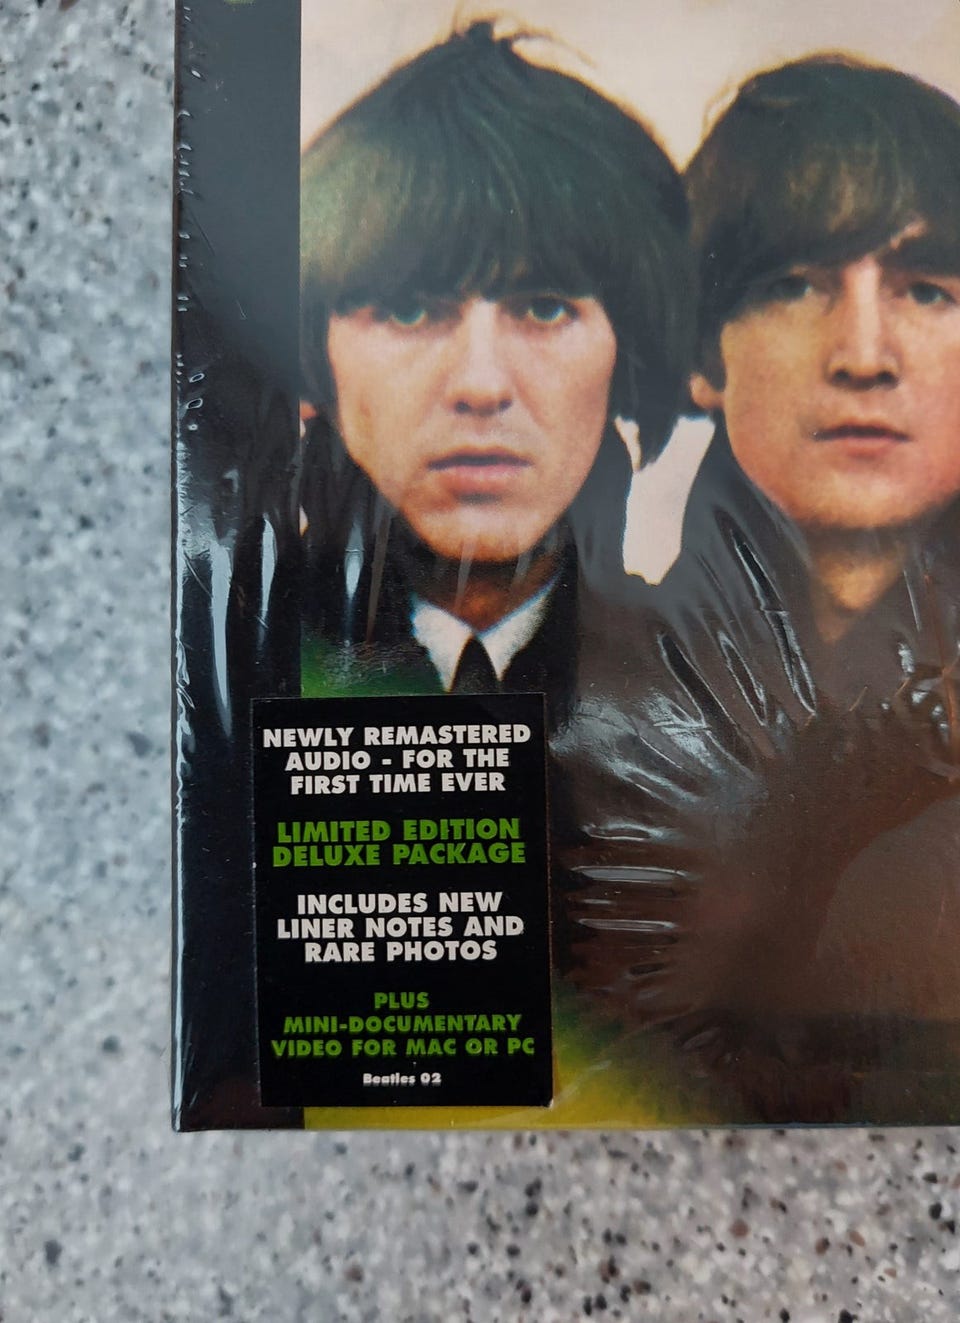 NEWLY REMASTERED
AUDIO - FOR THE
FIRST TIME EVER
LIMITED EDITION
DELUXE PACKAGE
INCLUDES NEW
LINER NOTES AND
RARE PHOTOS
PLUS
MINI-DOCUMENTARY
VIDEO FOR MAC OR PC
Beatles 02